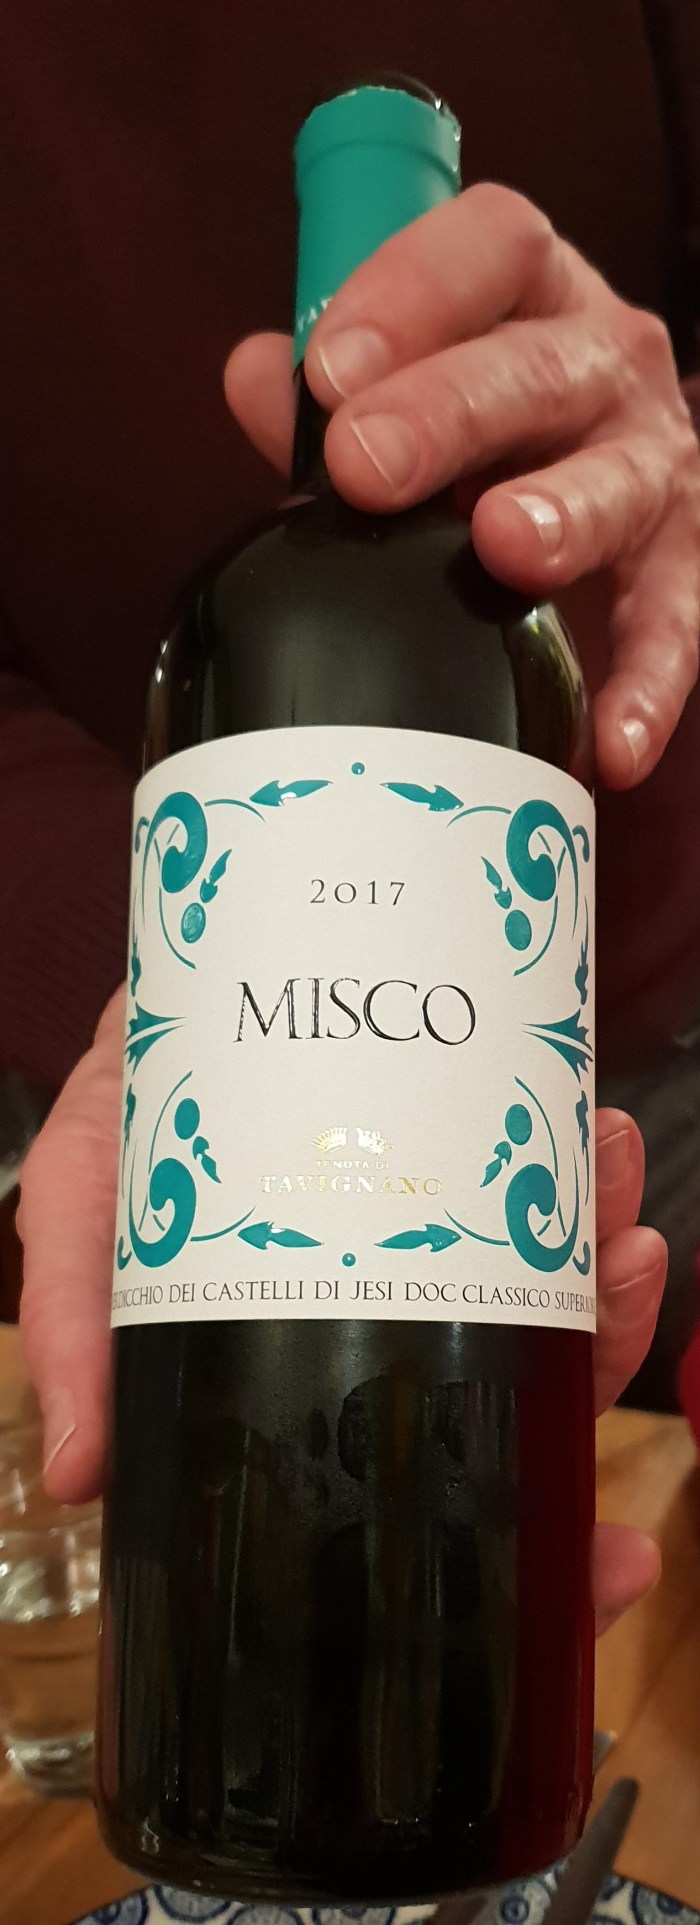 2017
MISCO
TENUTA DI
TAVIGNANO
DEI CASTELLI DI JESI DOC CLASSICO